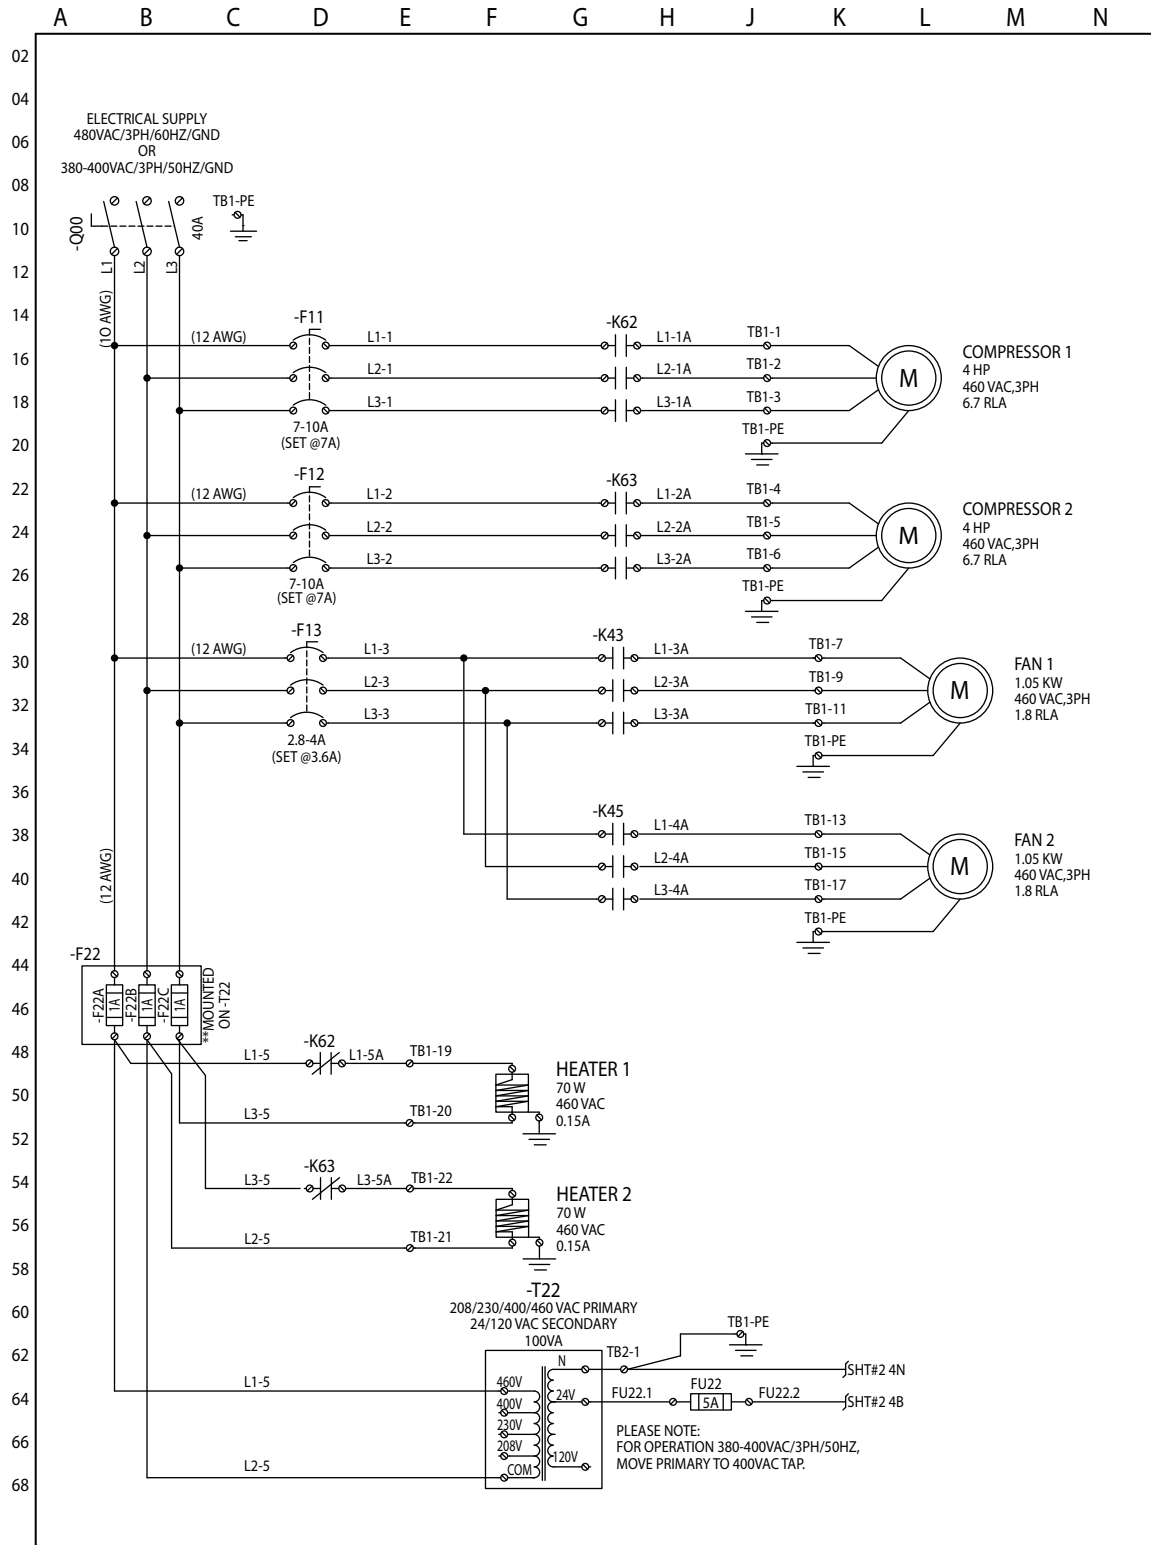 A B C D E F G H J K L M N
02
04
ELECTRICAL SUPPLY
480VAC/3PH/60HZ/GND
06
OR
380-400VAC/3PH/50HZ/GND
08
TB1-PE
-Q00
40A
10
L1 L2 L3
12
(10 AWG)
14
-F11
-K62
(12 AWG) L1-1 L1-1A TB1-1
COMPRESSOR 1
16
L2-1 L2-1A TB1-2
4 HP
460 VAC,3PH
18
L3-1 L3-1A TB1-3
6.7 RLA
7-10A
TB1-PE
20
(SET @7A)
-F12
-K63
22
(12 AWG) L1-2 L1-2A TB1-4
COMPRESSOR 2
24
L2-2 L2-2A TB1-5
4 HP
460 VAC,3PH
26
L3-2 L3-2A TB1-6
6.7 RLA
7-10A
TB1-PE
(SET @7A)
28
-F13
-K43
30
(12 AWG) L1-3 L1-3A TB1-7
FAN 1
L2-3 L2-3A TB1-9
1.05 KW
32
460 VAC,3PH
L3-3 L3-3A TB1-11
1.8 RLA
2.8-4A
TB1-PE
34
(SET @3.6A)
36
-K45
38
L1-4A TB1-13
FAN 2
L2-4A TB1-15
1.05 KW
(12 AWG)
40
460 VAC,3PH
L3-4A TB1-17
1.8 RLA
42
TB1-PE
-F22
44
-F22A 1A
-F22B 1A
-F22C 1A
**MOUNTED
ON -T22
46
-K62
48
L1-5 L1-5A TB1-19
HEATER 1
70 W
50
460 VAC
L3-5 TB1-20
0.15A
52
-K63
54
L3-5 L3-5A TB1-22
HEATER 2
70 W
56
460 VAC
L2-5 TB1-21
0.15A
58
-T22
60
208/230/400/460 VAC PRIMARY
24/120 VAC SECONDARY
100VA
TB1-PE
62
N TB2-1
SHT#2 4N
L1-5 460V
FU22
64
400V 24V FU22.1 5A FU22.2 SHT#2 4B
230V
PLEASE NOTE:
66
208V
FOR OPERATION 380-400VAC/3PH/50HZ,
L2-5 COM 120V
MOVE PRIMARY TO 400VAC TAP.
68